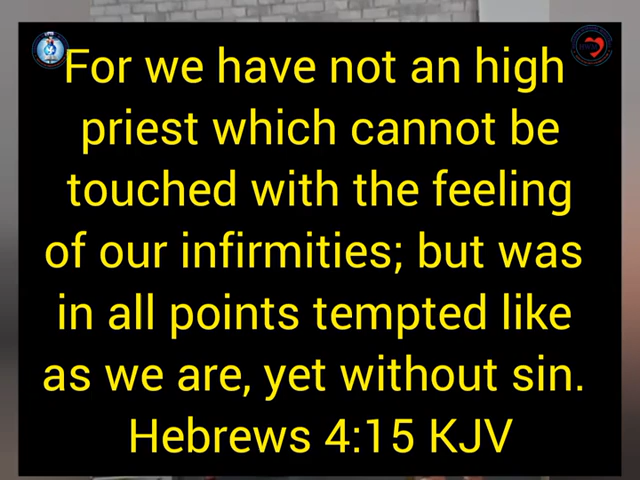 For we have not an high
priest which cannot be
touched with the feeling
of our infirmities; but was
in all points tempted like
as we are, yet without sin.
Hebrews 4:15 KJV